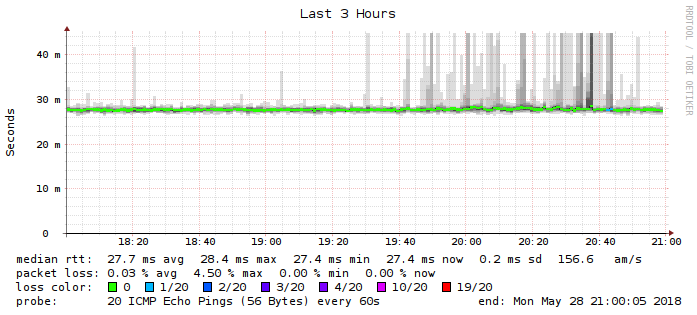 Last 3 Hours
RRDTOOL / TOBI OETIKER
Seconds
40 m
30 m
20 m
10 m
0
18:20 18:40 19:00 19:20 19:40 20:00 20:20 20:40 21:00
median rtt: 27.7 ms avg 28.4 ms max 27.4 ms min 27.4 ms now 0.2 ms sd 156.6 am/s
packet loss: 0.03 % avg 4.50 % max 0.00 % min 0.00 % now
loss color: 0 1/20 2/20 3/20 4/20 10/20 19/20
probe: 20 ICMP Echo Pings (56 Bytes) every 60s end: Mon May 28 21:00:05 2018